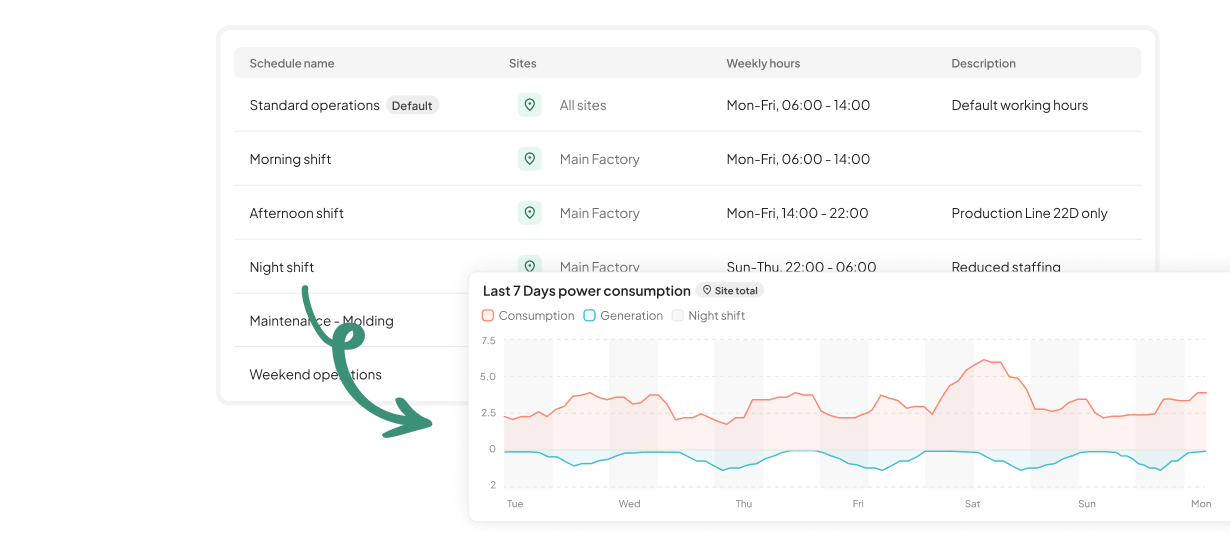 Schedule name Sites Weekly hours Description
Standard operations Default All sites Mon-Fri, 06:00 - 14:00 Default working hours
Morning shift Main Factory Mon-Fri, 06:00 - 14:00
Afternoon shift Main Factory Mon-Fri, 14:00 - 22:00 Production Line 22D only
Night shift Main Factory Sun-Thu, 22:00 - 06:00 Reduced staffing
Maintenance - Molding
Weekend operations
Last 7 Days power consumption Site total
Consumption Generation Night shift
7.5
5.0
2.5
0
2
Tue Wed Thu Fri Sat Sun Mon